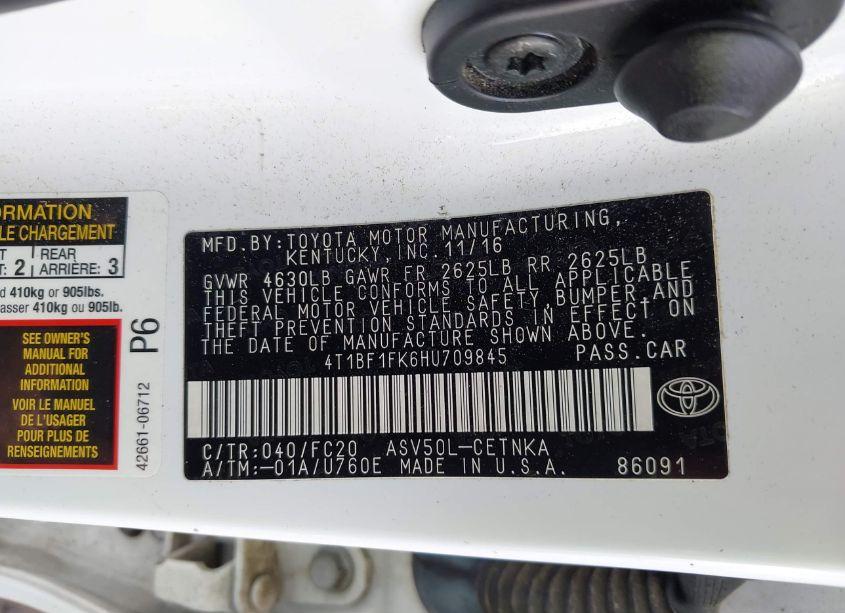 ORMATION
LE CHARGEMENT
2 REAR
ARRIÈRE: 3
d 410kg or 905lbs.
asser 410 kg ou 905lb.
SEE OWNER'S
MANUAL FOR
ADDITIONAL
INFORMATION
VOIR LE MANUEL
DE L'USAGER
POUR PLUS DE
RENSEIGNEMENTS
P6
42661-06712
MFD. BY: TOYOTA MOTOR MANUFACTURING,
KENTUCKY, INC. 11/16
GVWR 4630LB GAWR FR 2625LB RR 2625LB
THIS VEHICLE CONFORMS TO ALL APPLICABLE
FEDERAL MOTOR VEHICLE SAFETY, BUMPER, AND
THEFT PREVENTION STANDARDS IN EFFECT ON
THE DATE OF MANUFACTURE SHOWN ABOVE.
4T1BF1FK6HU709845 PASS.CAR
C/TR:040/FC20 ASV50L-CETNKA
A/TM:-01A/U760E MADE IN U.S.A. 86091